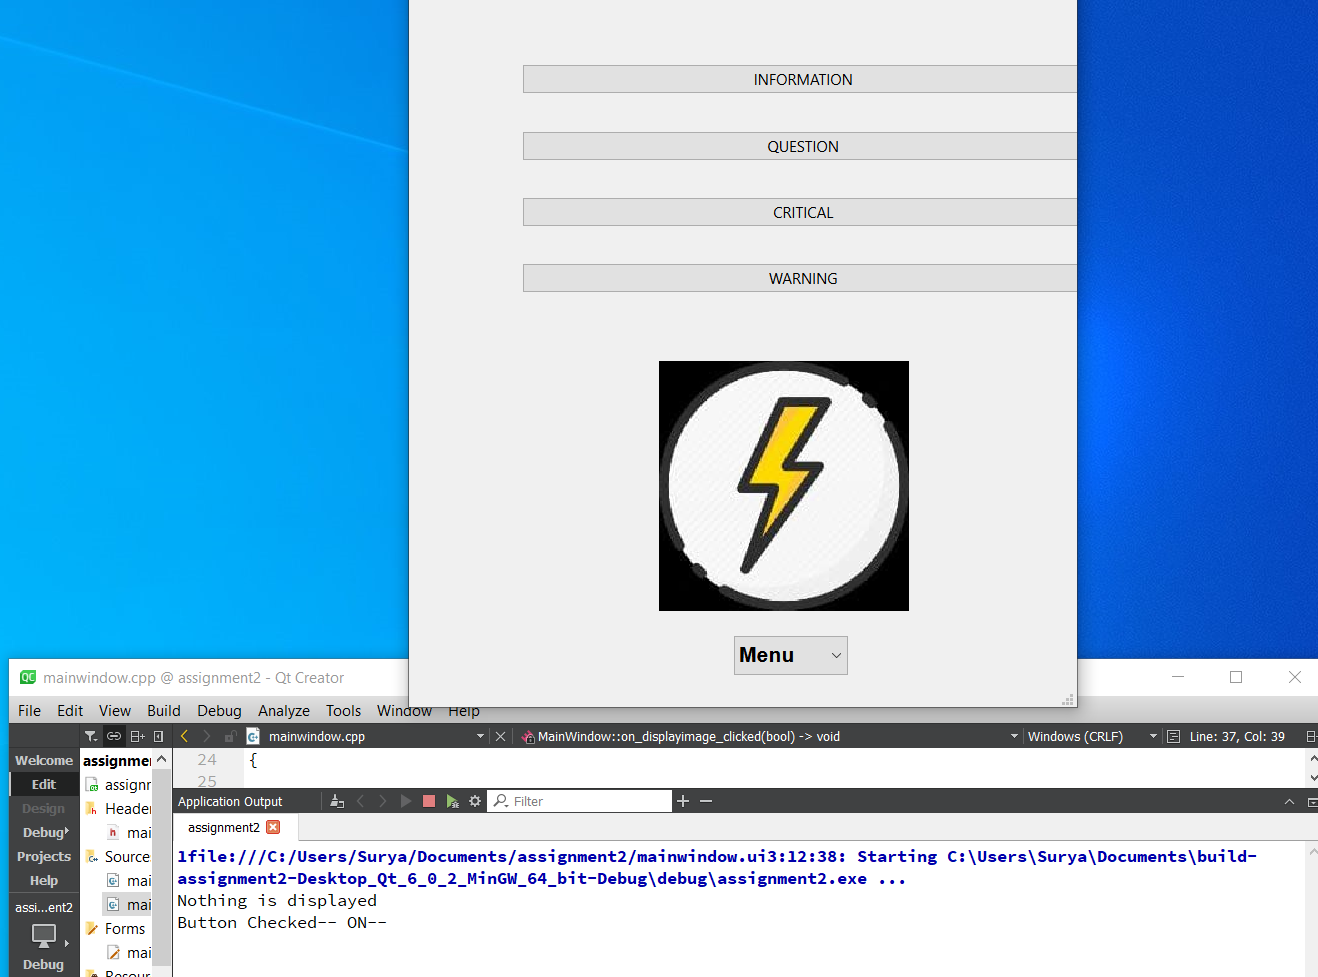 INFORMATION
QUESTION
CRITICAL
WARNING
Menu
QC mainwindow.cpp @ assignment2 - Qt Creator
File Edit View Build Debug Analyze Tools Window Help
mainwindow.cpp MainWindow::on_displayimage_clicked(bool) -> void Windows (CRLF) Line: 37, Col: 39
Welcome
Edit
Design
Debug
Projects
Help
assi...ent2
Debug
assignme
assignm
Header
h mai
Source
mai
mai
Forms
mai
Resour
24 {
25
Application Output Filter
assignment2
1file:///C:/Users/Surya/Documents/assignment2/mainwindow.ui3:12:38: Starting C:\Users\Surya\Documents\build-
assignment2-Desktop_Qt_6_0_2_MinGW_64_bit-Debug\debug\assignment2.exe ...
Nothing is displayed
Button Checked-- ON--